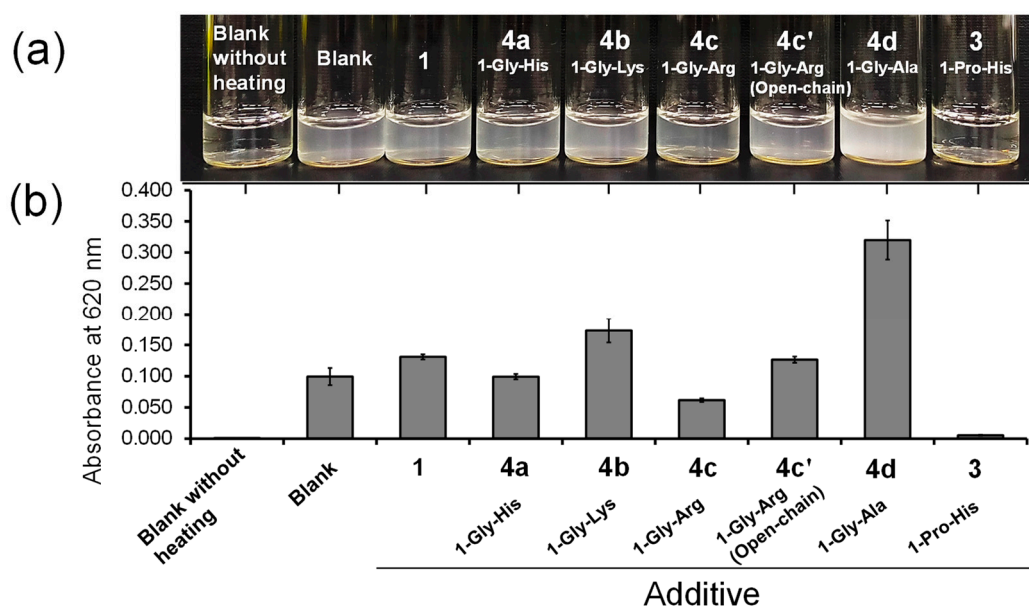 (a)
Blank
without
heating
Blank
1
4a
1-Gly-His
4b
1-Gly-Lys
4c
1-Gly-Arg
4c'
1-Gly-Arg
(Open-chain)
4d
1-Gly-Ala
3
1-Pro-His
(b)
Absorbance at 620 nm
0.400
0.350
0.300
0.250
0.200
0.150
0.100
0.050
0.000
Blank without
heating
Blank
1
4a
1-Gly-His
4b
1-Gly-Lys
4c
1-Gly-Arg
4c'
1-Gly-Arg
(Open-chain)
4d
1-Gly-Ala
3
1-Pro-His
Additive